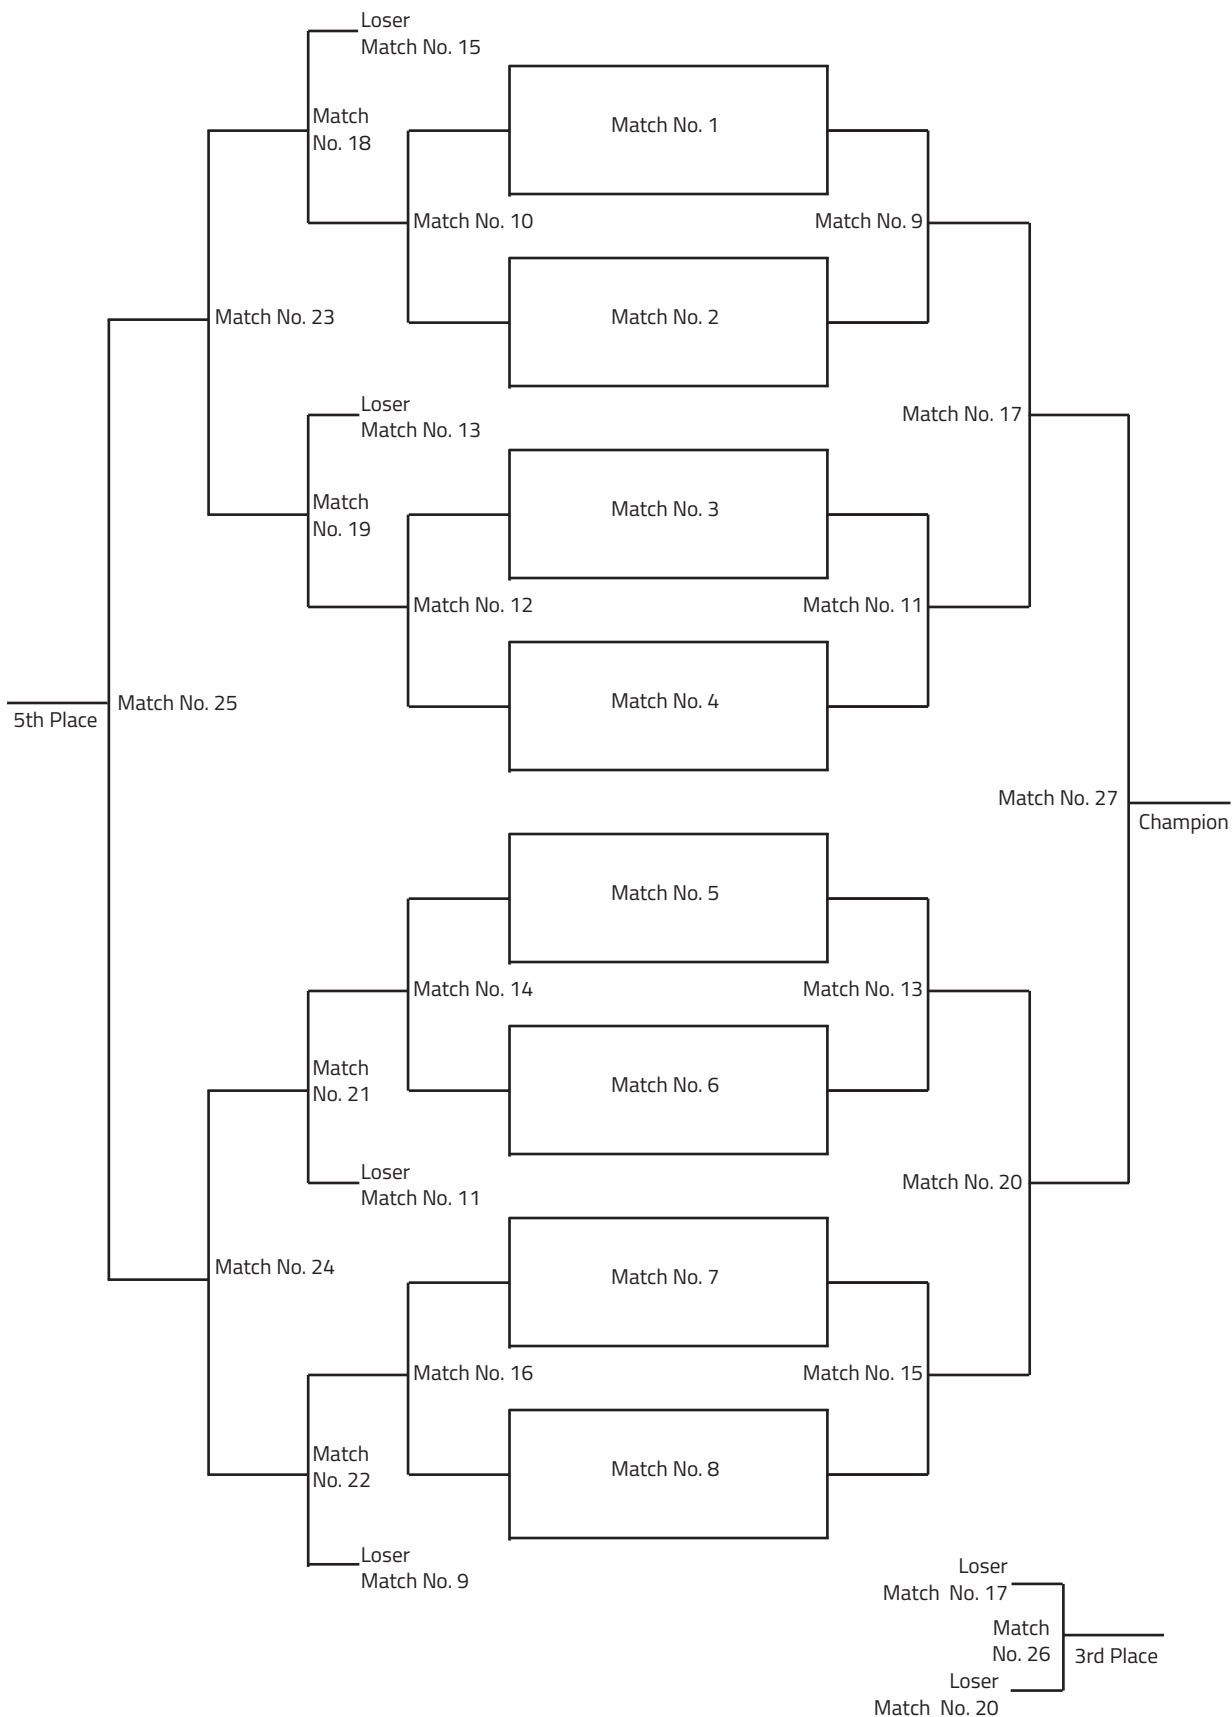 Loser
Match No. 15
Match
No. 18
Match No. 1
Match No. 10
Match No. 9
Match No. 2
Match No. 23
Loser
Match No. 13
Match No. 17
Match
No. 19
Match No. 3
Match No. 12
Match No. 11
Match No. 4
Match No. 25
5th Place
Match No. 27
Champion
Match No. 5
Match No. 14
Match No. 13
Match
No. 21
Match No. 6
Loser
Match No. 11
Match No. 20
Match No. 24
Match No. 7
Match No. 16
Match No. 15
Match
No. 22
Match No. 8
Loser
Match No. 9
Loser
Match No. 17
Match
No. 26
3rd Place
Loser
Match No. 20